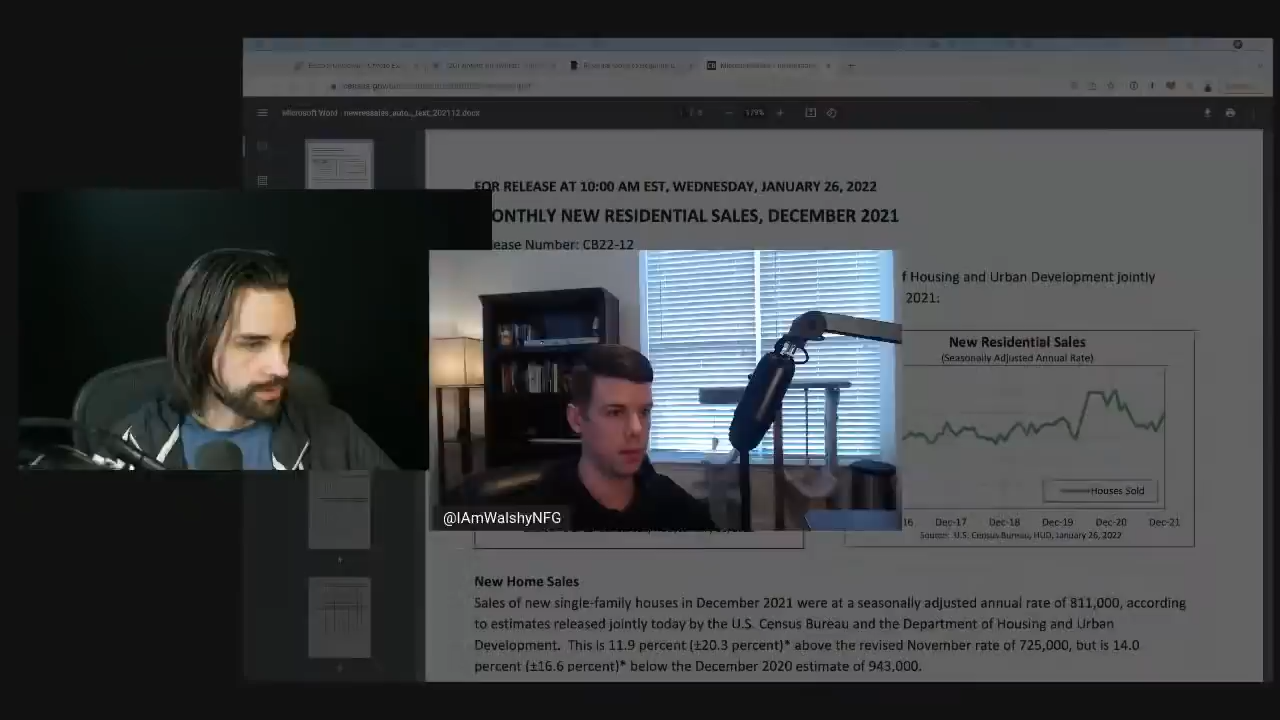 Microsoft Word - newressales_auto_text_202112.docx
179%
FOR RELEASE AT 10:00 AM EST, WEDNESDAY, JANUARY 26, 2022
ONTHLY NEW RESIDENTIAL SALES, DECEMBER 2021
ease Number: CB22-12
f Housing and Urban Development jointly
2021:
New Residential Sales
(Seasonally Adjusted Annual Rate)
Houses Sold
16 Dec-17 Dec-18 Dec-19 Dec-20 Dec-21
Source: U.S. Census Bureau, HUD, January 26, 2022
@IAmWalshyNFG
New Home Sales
Sales of new single-family houses in December 2021 were at a seasonally adjusted annual rate of 811,000, according
to estimates released jointly today by the U.S. Census Bureau and the Department of Housing and Urban
Development. This is 11.9 percent (±20.3 percent)* above the revised November rate of 725,000, but is 14.0
percent (±16.6 percent)* below the December 2020 estimate of 943,000.